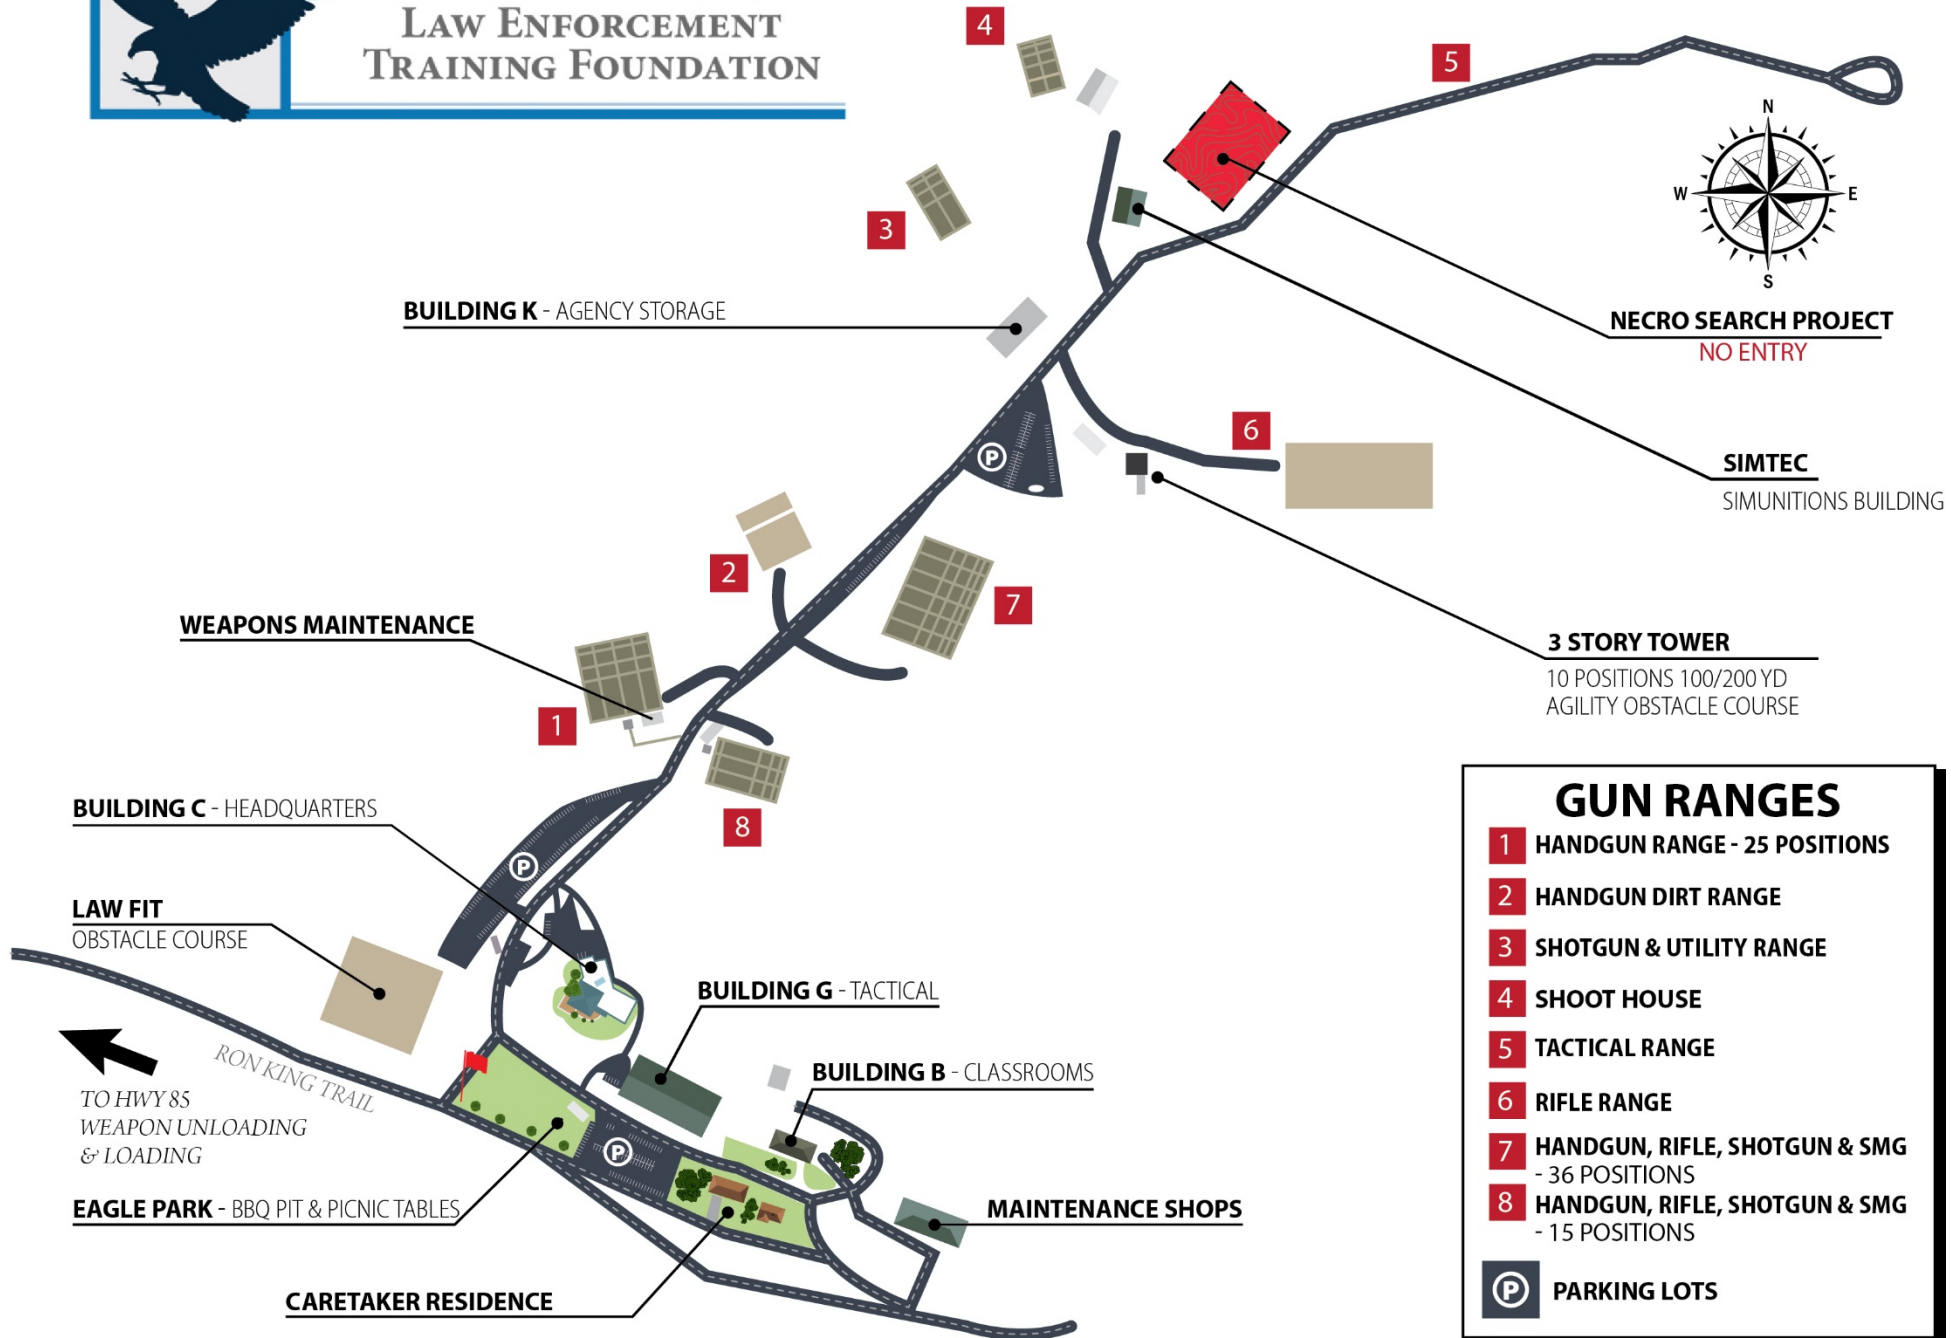 LAW ENFORCEMENT
TRAINING FOUNDATION
4
5
N
W
E
S
3
BUILDING K - AGENCY STORAGE
NECRO SEARCH PROJECT
NO ENTRY
6
P
SIMTEC
SIMUNITIONS BUILDING
2
7
WEAPONS MAINTENANCE
3 STORY TOWER
10 POSITIONS 100/200 YD
AGILITY OBSTACLE COURSE
1
8
BUILDING C - HEADQUARTERS
P
LAW FIT
OBSTACLE COURSE
BUILDING G - TACTICAL
RON KING TRAIL
BUILDING B - CLASSROOMS
TO HWY 85
WEAPON UNLOADING
& LOADING
P
EAGLE PARK - BBQ PIT & PICNIC TABLES
MAINTENANCE SHOPS
CARETAKER RESIDENCE
GUN RANGES
1 HANDGUN RANGE - 25 POSITIONS
2 HANDGUN DIRT RANGE
3 SHOTGUN & UTILITY RANGE
4 SHOOT HOUSE
5 TACTICAL RANGE
6 RIFLE RANGE
7 HANDGUN, RIFLE, SHOTGUN & SMG
- 36 POSITIONS
8 HANDGUN, RIFLE, SHOTGUN & SMG
- 15 POSITIONS
P PARKING LOTS